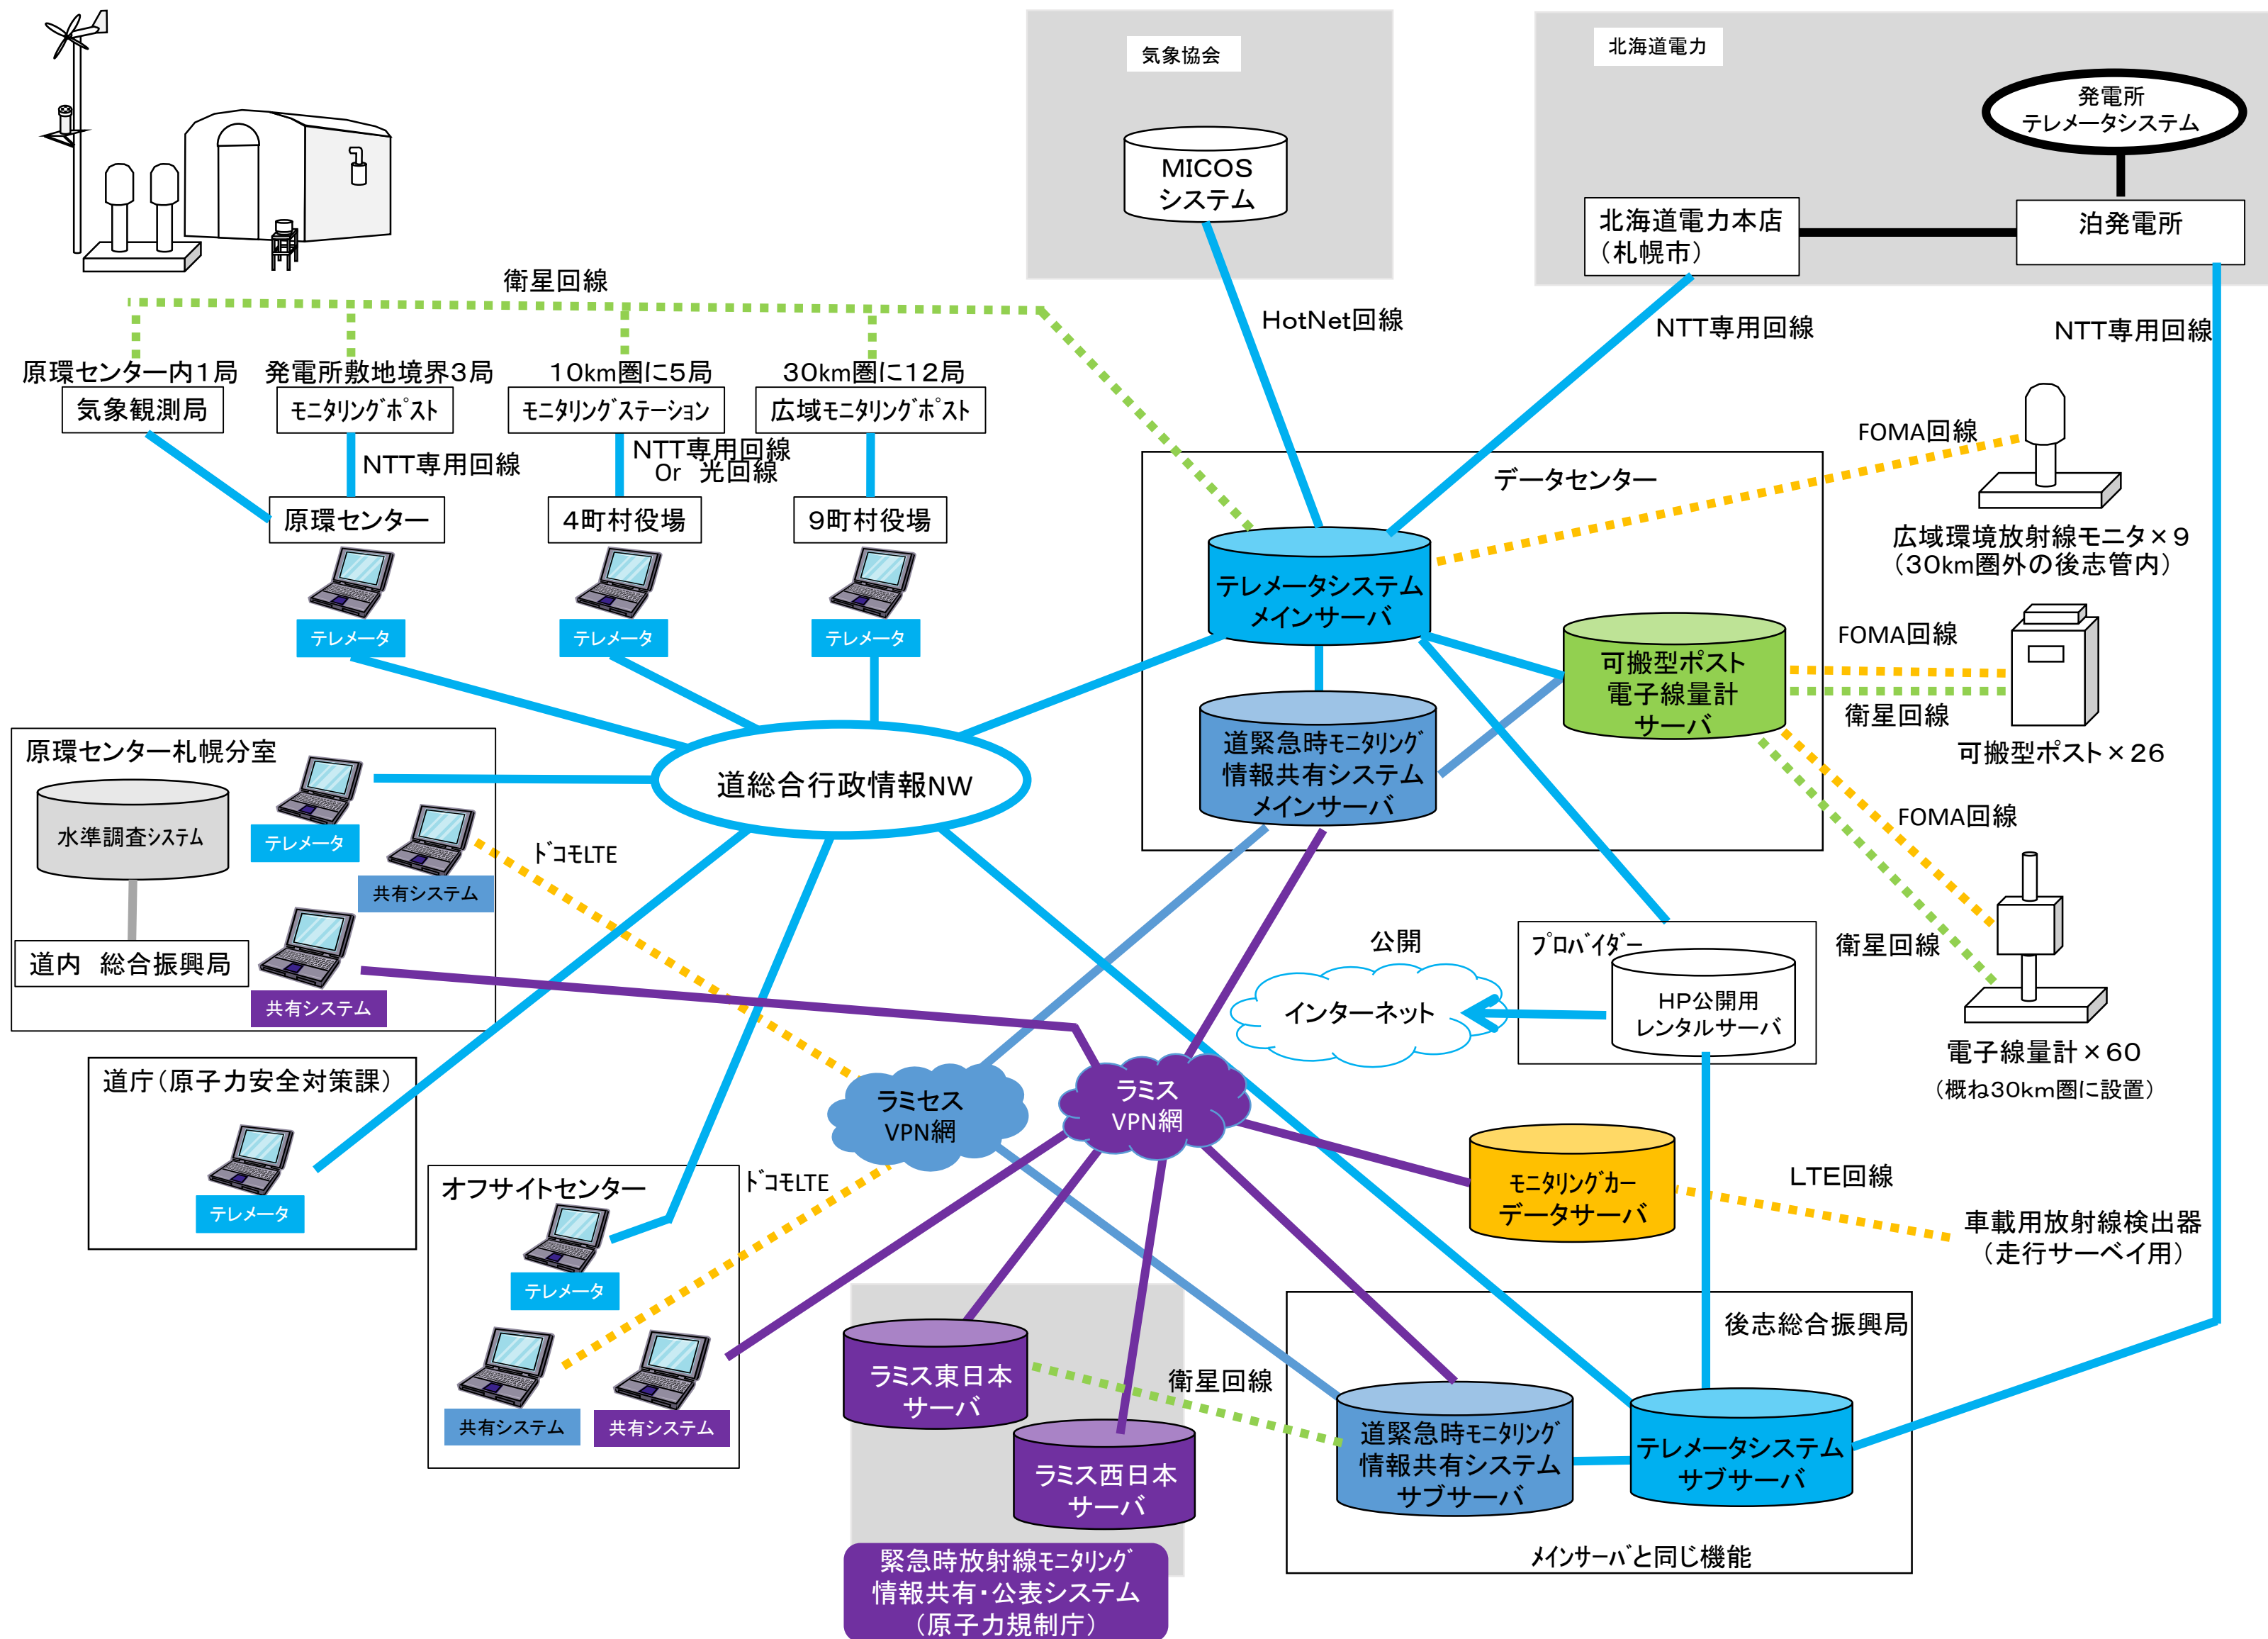 気象協会
北海道電力
発電所
テレメータシステム
MICOS
システム
北海道電力本店
（札幌市）
泊発電所
衛星回線
HotNet回線
NTT専用回線
NTT専用回線
原環センター内1局
発電所敷地境界3局
10km圏に5局
30km圏に12局
気象観測局
ﾓﾆﾀﾘﾝｸﾞﾎﾟｽﾄ
ﾓﾆﾀﾘﾝｸﾞｽﾃｰｼｮﾝ
広域ﾓﾆﾀﾘﾝｸﾞﾎﾟｽﾄ
NTT専用回線
NTT専用回線
Or 光回線
FOMA回線
データセンター
原環センター
4町村役場
9町村役場
広域環境放射線モニタ×9
（30km圏外の後志管内）
テレメータシステム
メインサーバ
テレメータ
テレメータ
テレメータ
FOMA回線
可搬型ポスト
電子線量計
サーバ
衛星回線
可搬型ポスト×26
道緊急時ﾓﾆﾀﾘﾝｸﾞ
情報共有システム
メインサーバ
原環センター札幌分室
道総合行政情報NW
水準調査ｼｽﾃﾑ
テレメータ
ﾄﾞｺﾓLTE
共有システム
FOMA回線
道内 総合振興局
共有システム
公開
ﾌﾟﾛﾊﾞｲﾀﾞｰ
衛星回線
インターネット
HP公開用
レンタルサーバ
電子線量計×60
（概ね30km圏に設置）
道庁（原子力安全対策課）
ラミセス
VPN網
ラミス
VPN網
テレメータ
オフサイトセンター
ﾄﾞｺﾓLTE
ﾓﾆﾀﾘﾝｸﾞｶｰ
データサーバ
LTE回線
車載用放射線検出器
（走行サーベイ用）
テレメータ
後志総合振興局
共有システム
共有システム
ラミス東日本
サーバ
衛星回線
ラミス西日本
サーバ
道緊急時ﾓﾆﾀﾘﾝｸﾞ
情報共有システム
サブサーバ
テレメータシステム
サブサーバ
ﾒｲﾝｻｰﾊﾞと同じ機能
緊急時放射線ﾓﾆﾀﾘﾝｸﾞ
情報共有・公表システム
（原子力規制庁）